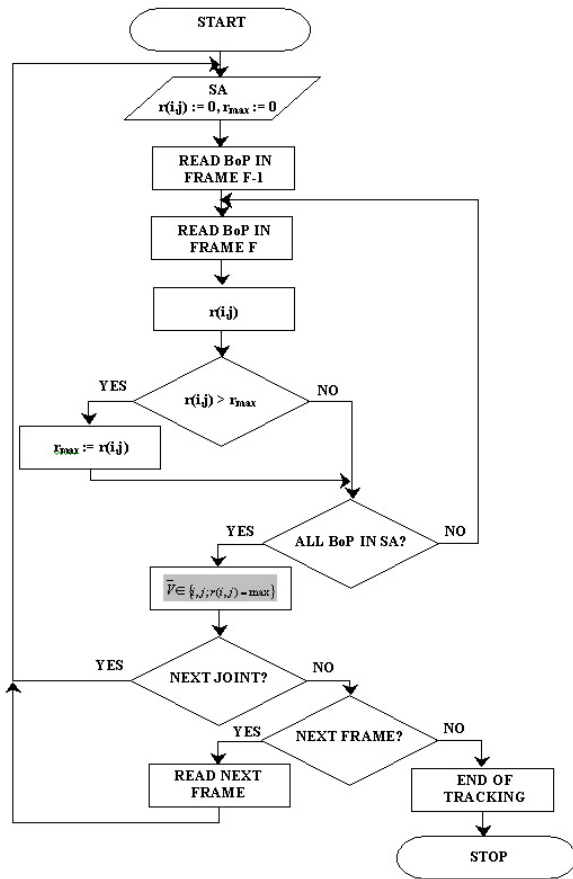 START
SA
r(i,j) := 0, rmax := 0
READ BoP IN
FRAME F-1
READ BoP IN
FRAME F
r(i,j)
YES
r(i,j) > rmax
NO
rmax := r(i,j)
YES
ALL BoP IN SA?
NO
V̅∈{i,j;r(i,j)=max}
YES
NEXT JOINT?
NO
YES
NEXT FRAME?
NO
READ NEXT
FRAME
END OF
TRACKING
STOP